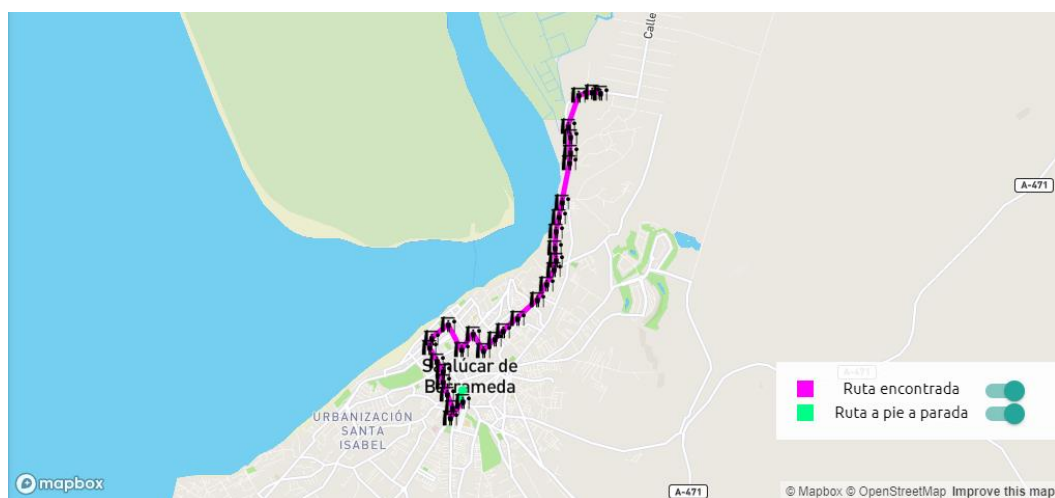 Calle
A-471
Sanlúcar de
Barrameda
URBANIZACIÓN
SANTA
ISABEL
A-471
Ruta encontrada
Ruta a pie a parada
A-471
mapbox
© Mapbox © OpenStreetMap Improve this map